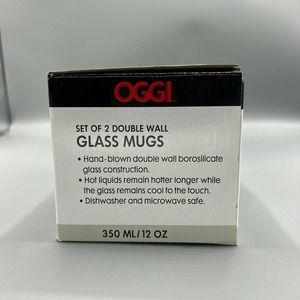 OGGI
SET OF 2 DOUBLE WALL
GLASS MUGS
• Hand-blown double wall borosilicate
glass construction.
• Hot liquids remain hotter longer while
the glass remains cool to the touch.
• Dishwasher and microwave safe.
350 ML/12 OZ